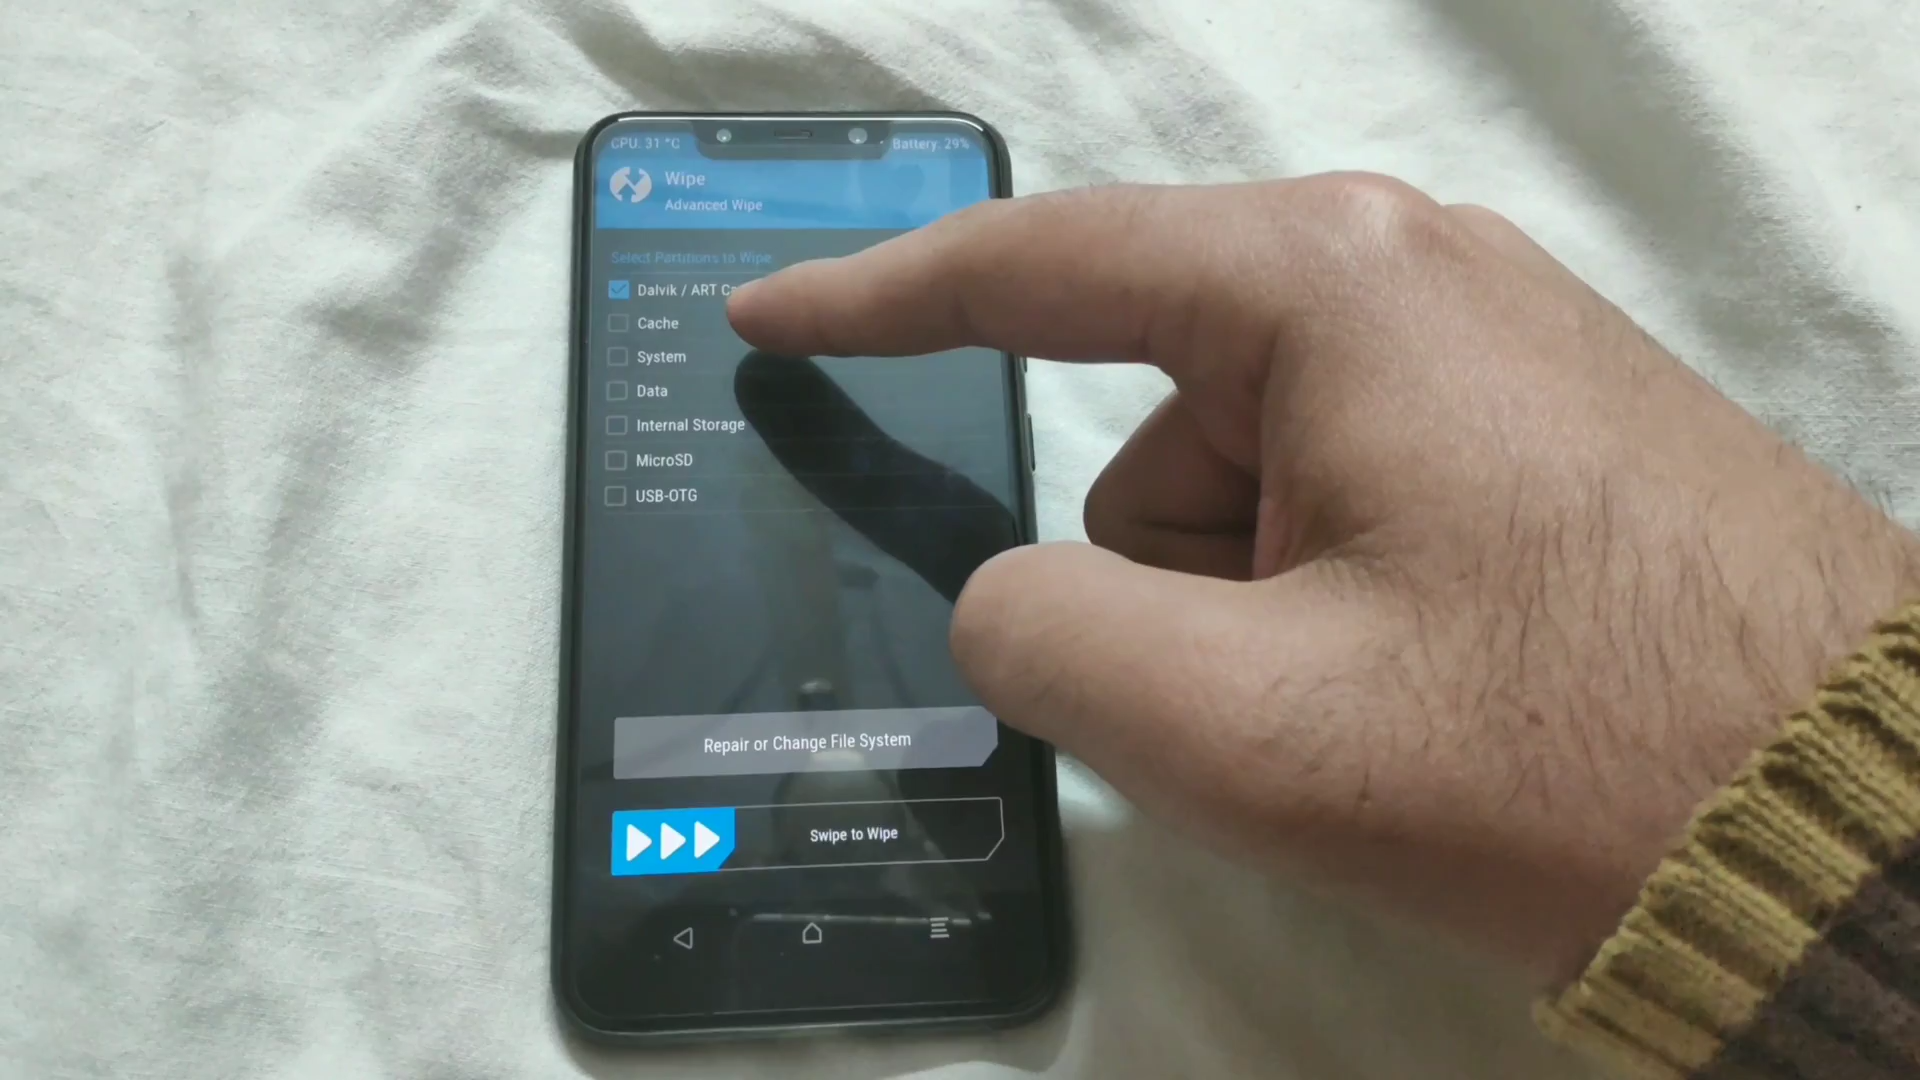 CPU: 31 °C
Battery: 29%
Wipe
Advanced Wipe
Select Partitions to Wipe
Dalvik / ART
Cache
System
Data
Internal Storage
MicroSD
USB-OTG
Repair or Change File System
Swipe to Wipe